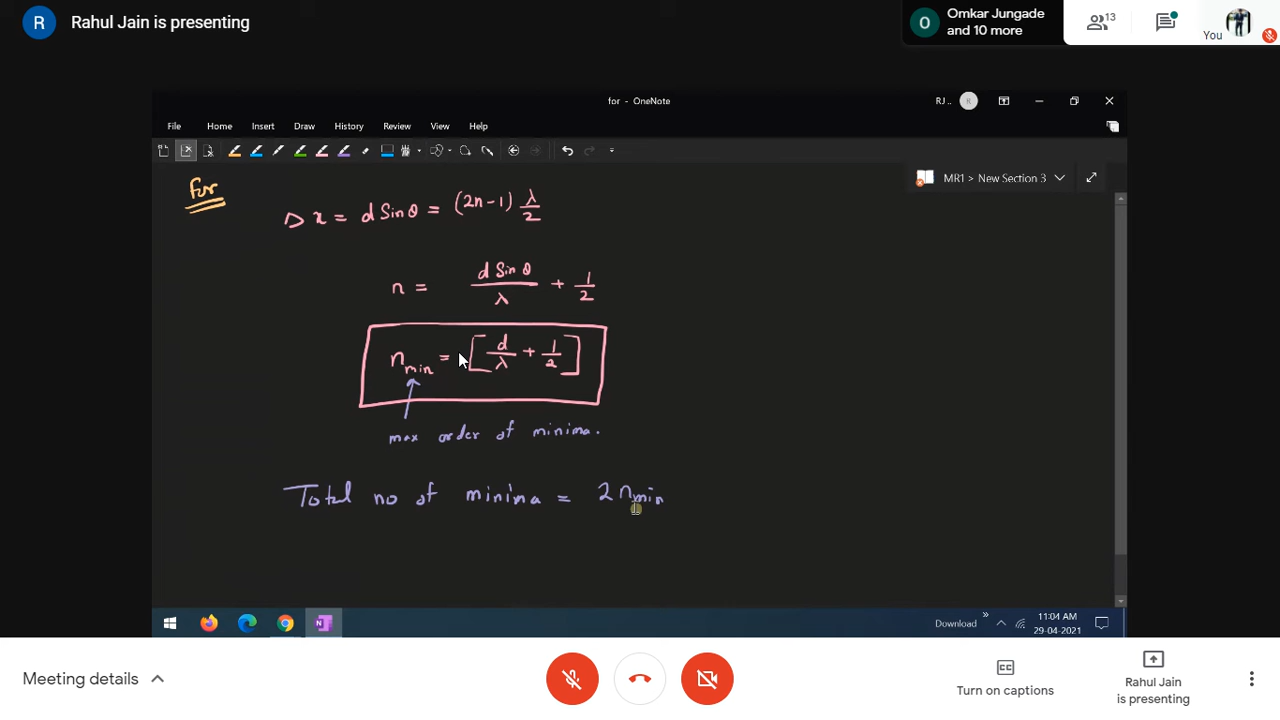 R Rahul Jain is presenting
O Omkar Jungade and 10 more
13
You
for - OneNote
RJ ..
File Home Insert Draw History Review View Help
MR1 > New Section 3
For
Δ x = d Sin θ = (2n-1) λ/2
n = d Sin θ/λ + 1/2
n min = [d/λ + 1/2]
max order of minima.
Total no of minima = 2 n min
Download » 11:04 AM
29-04-2021
Meeting details
CC
Turn on captions
Rahul Jain
is presenting